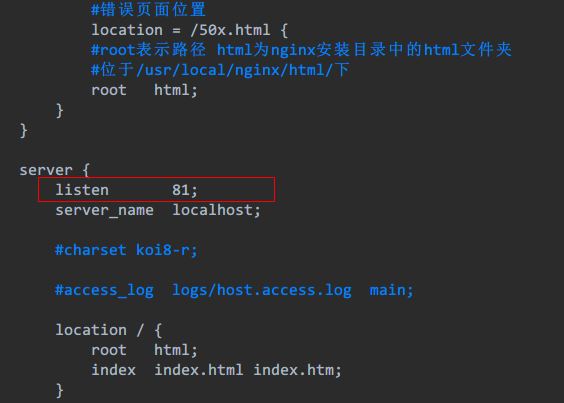 #错误页面位置
location = /50x.html {
#root表示路径 html为nginx安装目录中的html文件夹
#位于/usr/local/nginx/html/下
root   html;
}
}
server {
listen       81;
server_name  localhost;
#charset koi8-r;
#access_log  logs/host.access.log  main;
location / {
root   html;
index  index.html index.htm;
}